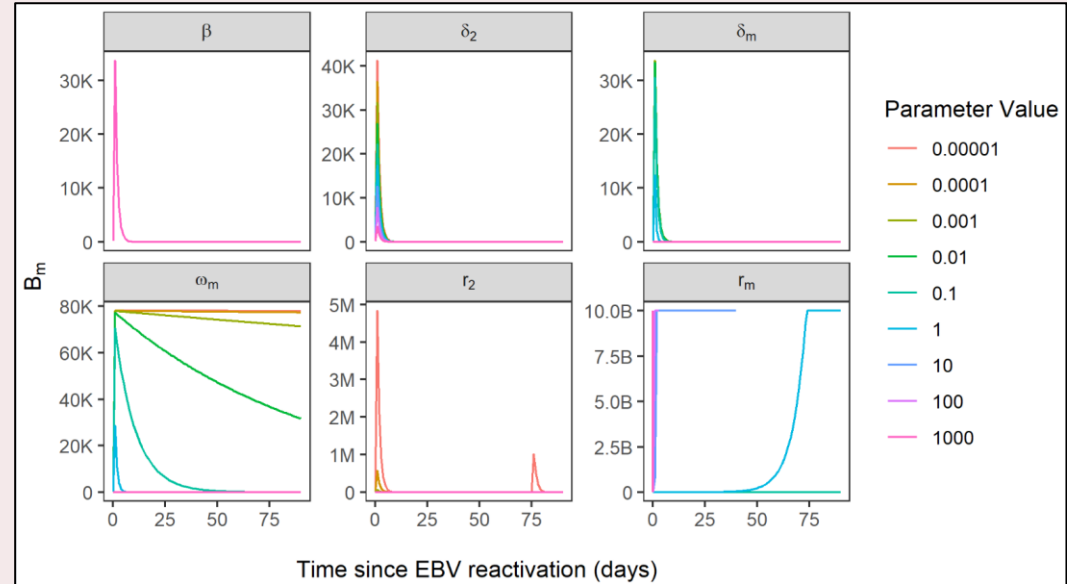 β
δ2
δm
30K
20K
10K
0
40K
30K
20K
10K
0
30K
20K
10K
0
Bm
ωm
r2
rm
80K
60K
40K
20K
0
5M
4M
3M
2M
1M
0
10.0B
7.5B
5.0B
2.5B
0
0 25 50 75
0 25 50 75
0 25 50 75
Time since EBV reactivation (days)
Parameter Value
0.00001
0.0001
0.001
0.01
0.1
1
10
100
1000